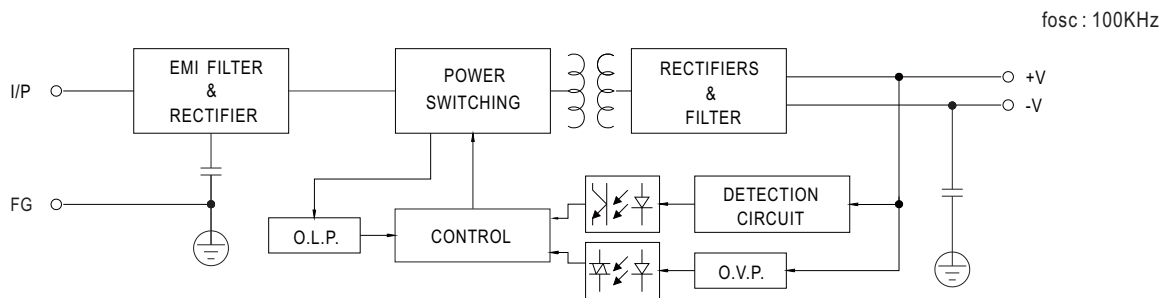 fosc : 100KHz
I/P
EMI FILTER
&
RECTIFIER
POWER
SWITCHING
RECTIFIERS
&
FILTER
+V
-V
FG
O.L.P.
CONTROL
DETECTION
CIRCUIT
O.V.P.